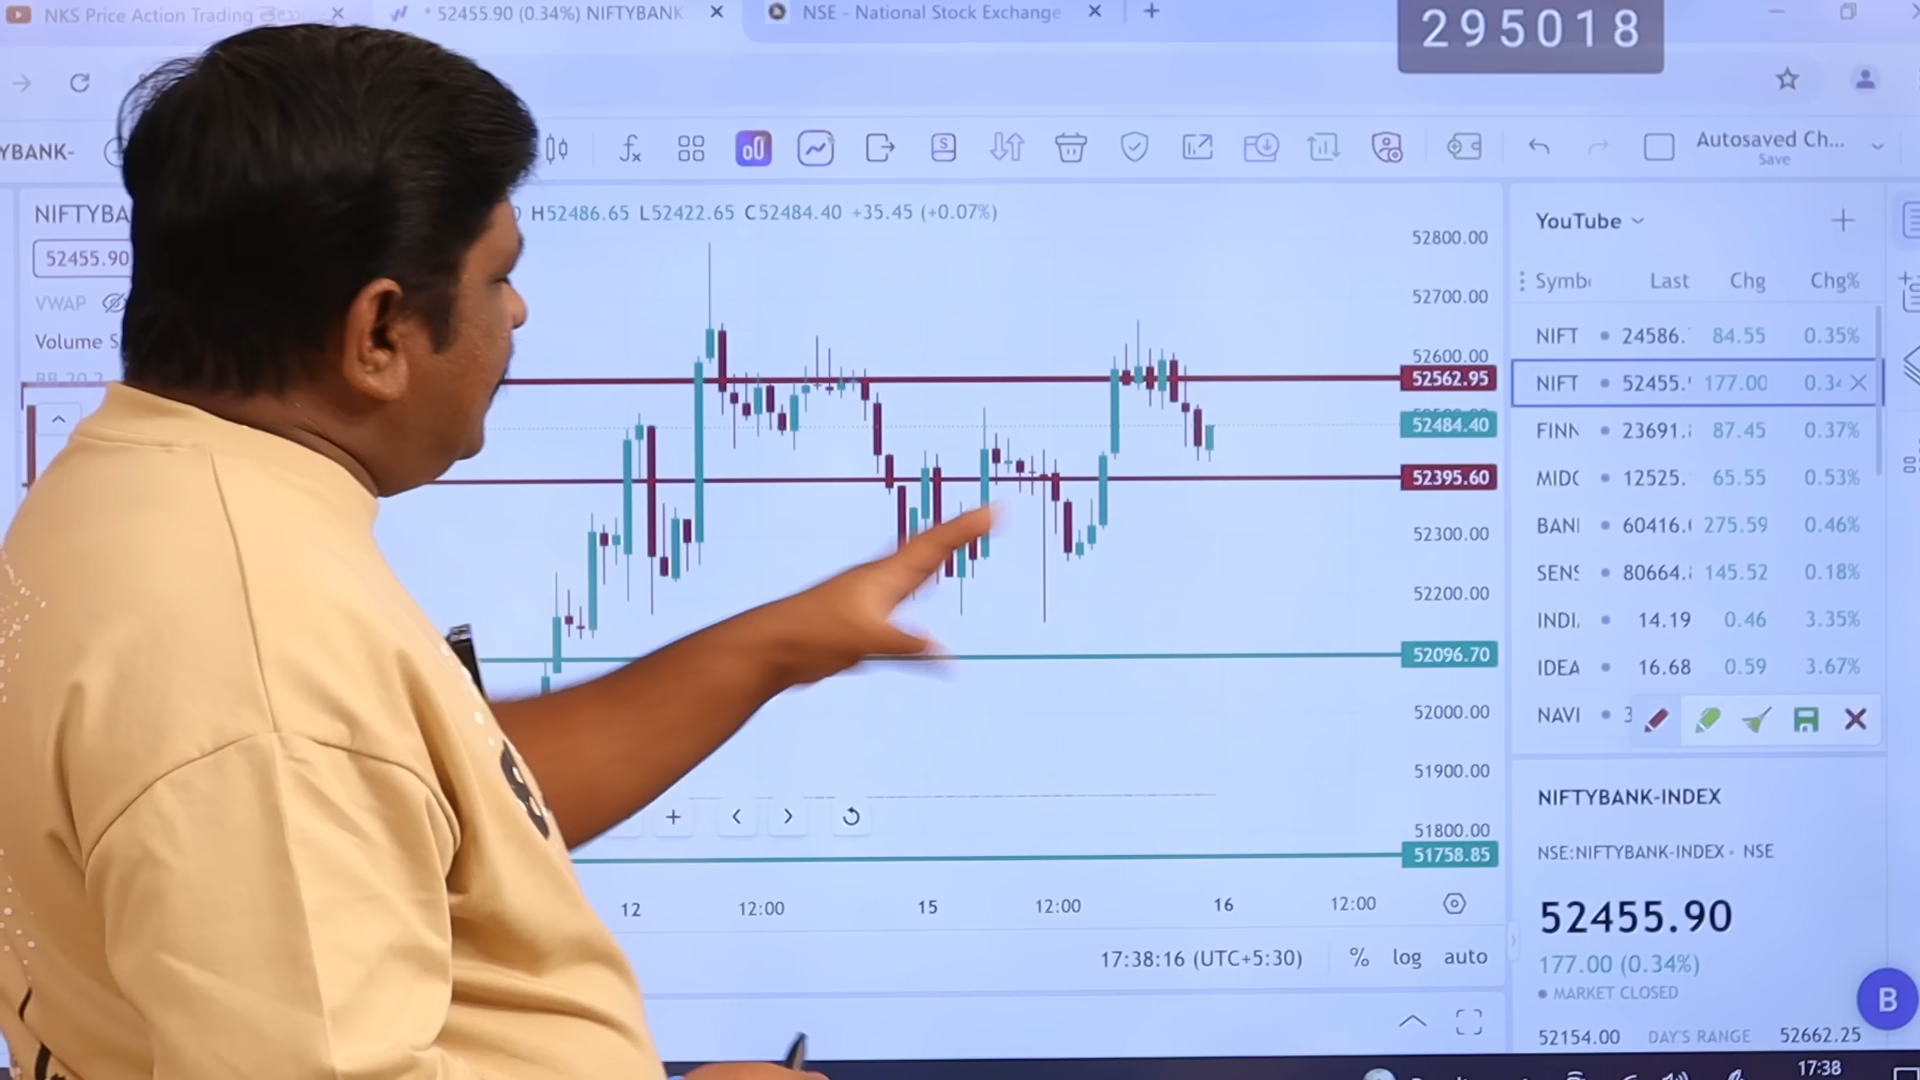 NKS Price Action Trading తెలు
* 52455.90 (0.34%) NIFTYBANK
NSE - National Stock Exchange
295018
YBANK-
Autosaved Ch...
Save
NIFTYBA
H52486.65 L52422.65 C52484.40 +35.45 (+0.07%)
52455.90
VWAP
Volume S
BB 20 2
52800.00
52700.00
52600.00
52562.95
52484.40
52395.60
52300.00
52200.00
52096.70
52000.00
51900.00
51800.00
51758.85
12 12:00 15 12:00 16 12:00
17:38:16 (UTC+5:30) % log auto
YouTube
Symb Last Chg Chg%
NIFT 24586. 84.55 0.35%
NIFT 52455. 177.00 0.3
FINN 23691. 87.45 0.37%
MIDC 12525. 65.55 0.53%
BANI 60416. 275.59 0.46%
SENS 80664. 145.52 0.18%
INDI. 14.19 0.46 3.35%
IDEA 16.68 0.59 3.67%
NAVI 3
NIFTYBANK-INDEX
NSE:NIFTYBANK-INDEX • NSE
52455.90
177.00 (0.34%)
MARKET CLOSED
B
52154.00 DAY'S RANGE 52662.25
17:38